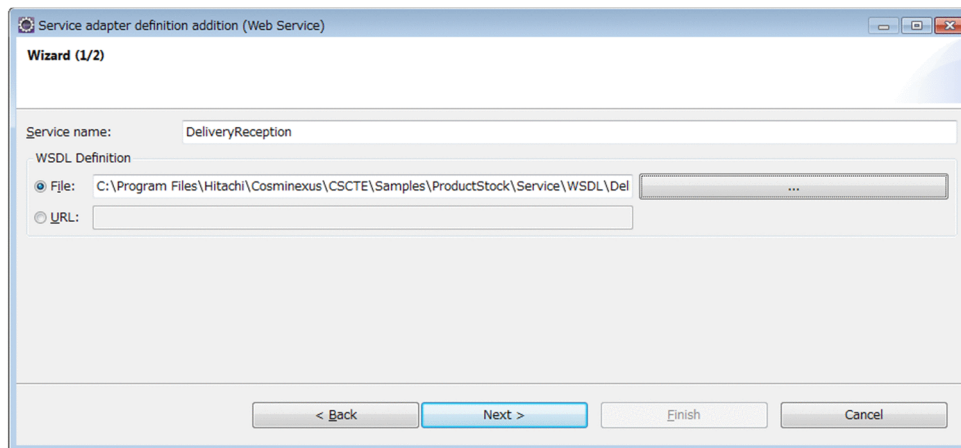 Service adapter definition addition (Web Service)
Wizard (1/2)
Service name: DeliveryReception
WSDL Definition
File: C:\Program Files\Hitachi\Cosminexus\CSCTE\Samples\ProductStock\Service\WSDL\Del ...
URL:
< Back Next > Finish Cancel